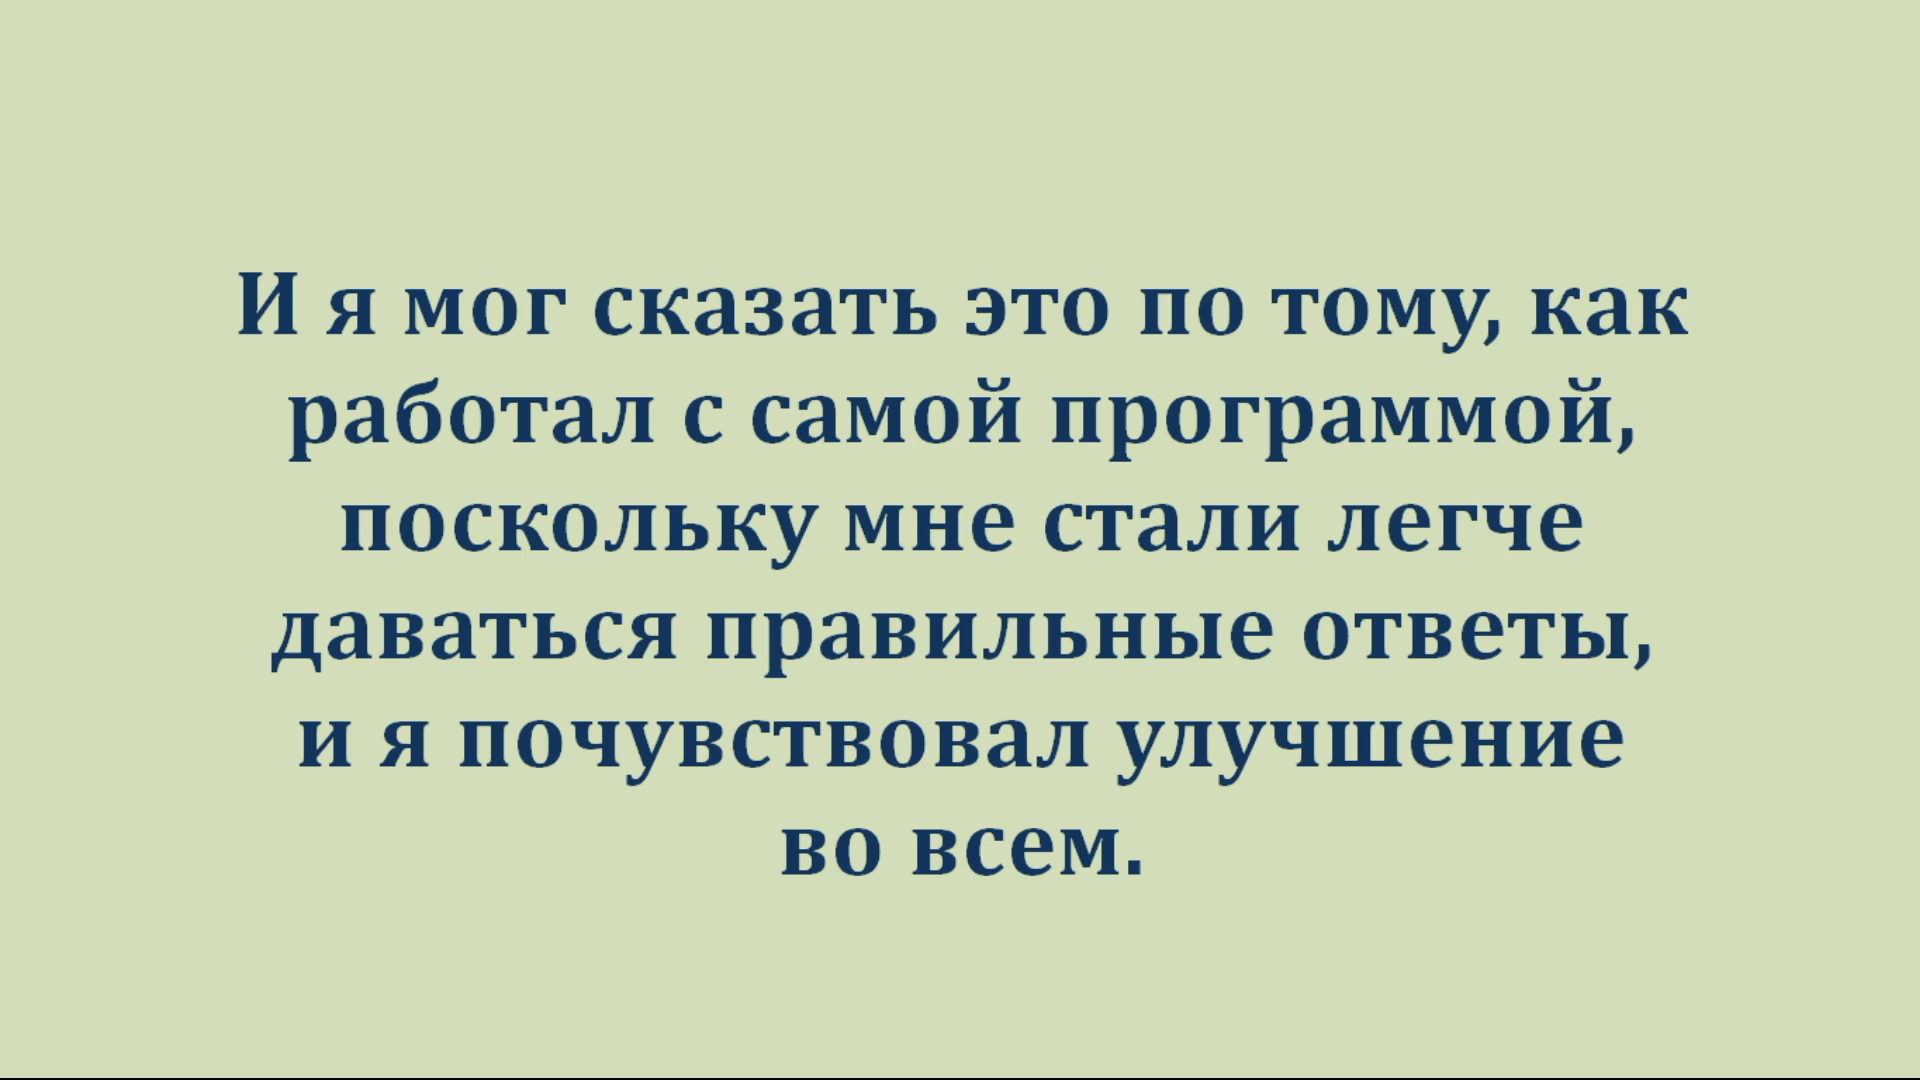 И я мог сказать это по тому, как
работал с самой программой,
поскольку мне стали легче
даваться правильные ответы,
и я почувствовал улучшение
во всем.